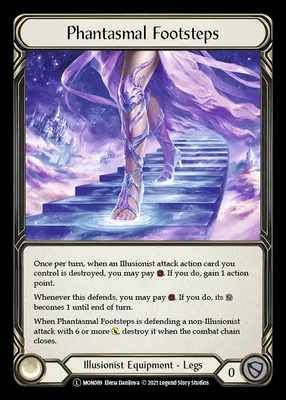 Phantasmal Footsteps
Once per turn, when an Illusionist attack action card you
control is destroyed, you may pay . If you do, gain 1 action
point.
Whenever this defends, you may pay . If you do, its
becomes 1 until end of turn.
When Phantasmal Footsteps is defending a non-Illusionist
attack with 6 or more , destroy it when the combat chain
closes.
Illusionist Equipment - Legs
0
L MON089 Elena Danilova © 2021 Legend Story Studios